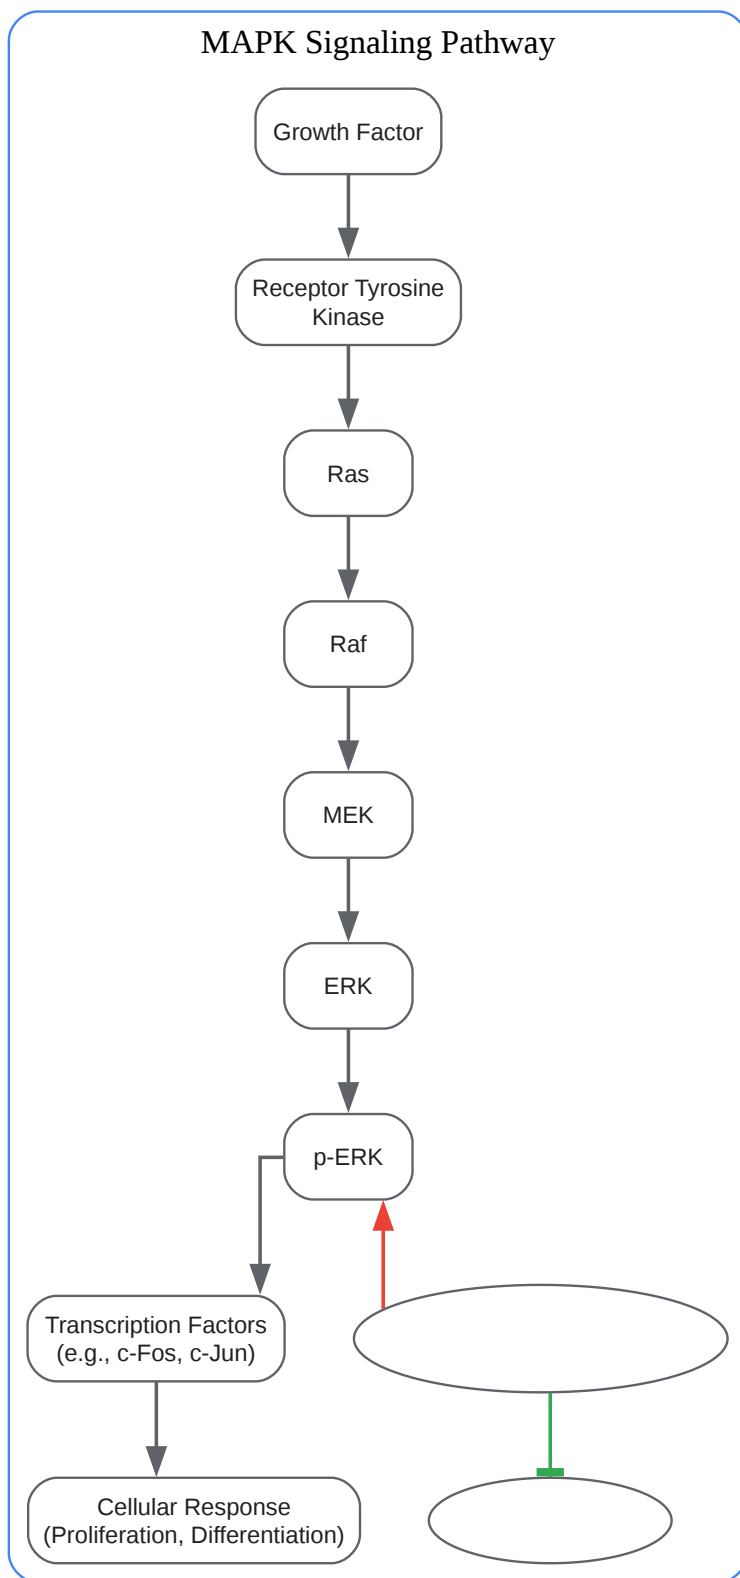 MAPK Signaling Pathway
Growth Factor
Receptor Tyrosine
Kinase
Ras
Raf
MEK
ERK
p-ERK
Transcription Factors
(e.g., c-Fos, c-Jun)
Cellular Response
(Proliferation, Differentiation)